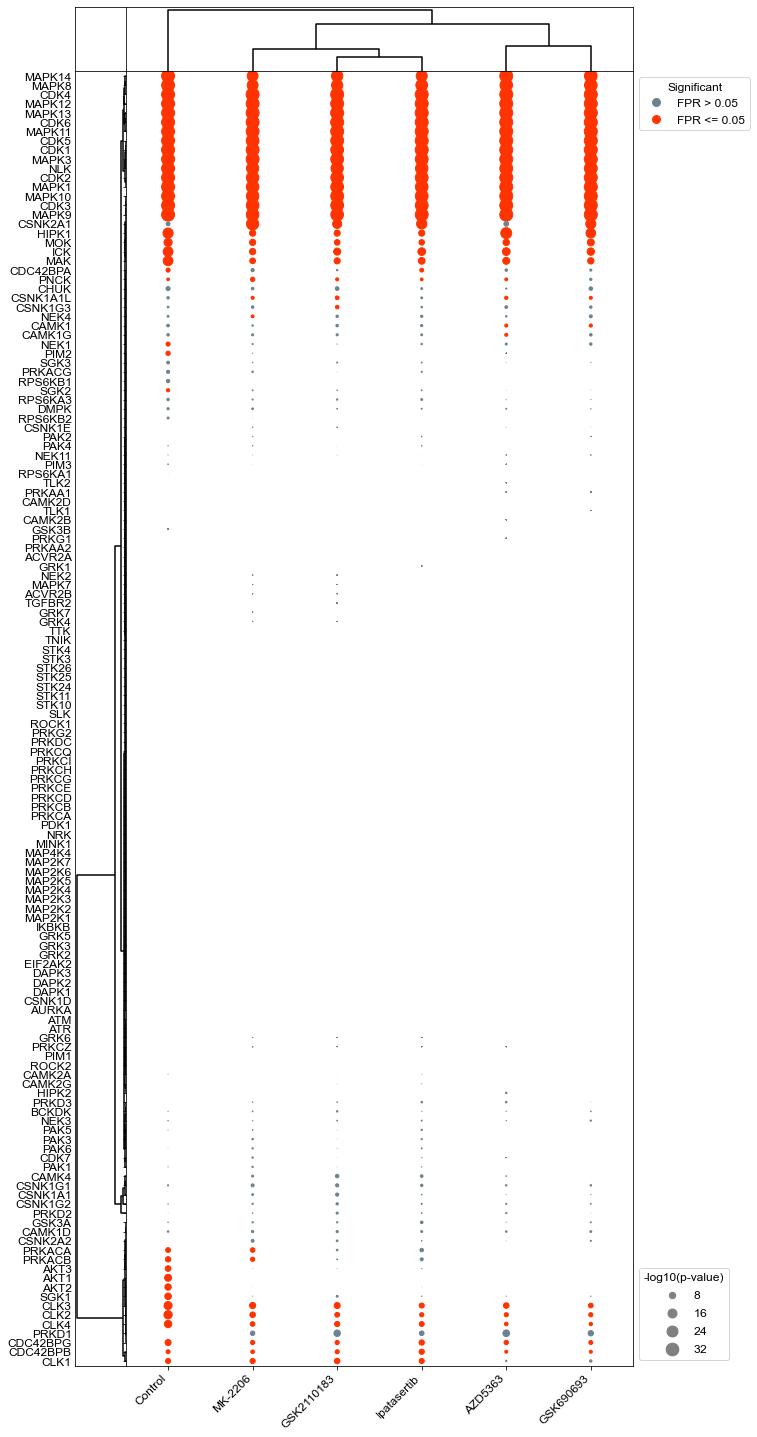 MAPK14
MAPK8
CDK4
MAPK12
MAPK13
CDK6
MAPK11
CDK5
CDK1
MAPK3
NLK
CDK2
MAPK1
MAPK10
CDK3
MAPK9
CSNK2A1
HIPK1
MOK
ICK
MAK
CDC42BPA
PNCK
CHUK
CSNK1A1L
CSNK1G3
NEK4
CAMK1
CAMK1G
NEK1
PIM2
SGK3
PRKACG
RPS6KB1
SGK2
RPS6KA3
DMPK
RPS6KB2
CSNK1E
PAK2
PAK4
NEK11
PIM3
RPS6KA1
TLK2
PRKAA1
CAMK2D
TLK1
CAMK2B
GSK3B
PRKG1
PRKAA2
ACVR2A
GRK1
NEK2
MAPK7
ACVR2B
TGFBR2
GRK7
GRK4
TTK
TNIK
STK4
STK3
STK26
STK25
STK24
STK11
STK10
SLK
ROCK1
PRKG2
PRKDC
PRKCQ
PRKCI
PRKCH
PRKCG
PRKCE
PRKCD
PRKCB
PRKCA
PDK1
NRK
MINK1
MAP4K4
MAP2K7
MAP2K6
MAP2K5
MAP2K4
MAP2K3
MAP2K2
MAP2K1
IKBKB
GRK5
GRK3
GRK2
EIF2AK2
DAPK3
DAPK2
DAPK1
CSNK1D
AURKA
ATM
ATR
GRK6
PRKCZ
PIM1
ROCK2
CAMK2A
CAMK2G
HIPK2
PRKD3
BCKDK
NEK3
PAK5
PAK3
PAK6
CDK7
PAK1
CAMK4
CSNK1G1
CSNK1A1
CSNK1G2
PRKD2
GSK3A
CAMK1D
CSNK2A2
PRKACA
PRKACB
AKT3
AKT1
AKT2
SGK1
CLK3
CLK2
CLK4
PRKD1
CDC42BPG
CDC42BPB
CLK1
Control
MK-2206
GSK2110183
Ipatasertib
AZD5363
GSK690693
Significant
FPR > 0.05
FPR <= 0.05
-log10(p-value)
8
16
24
32